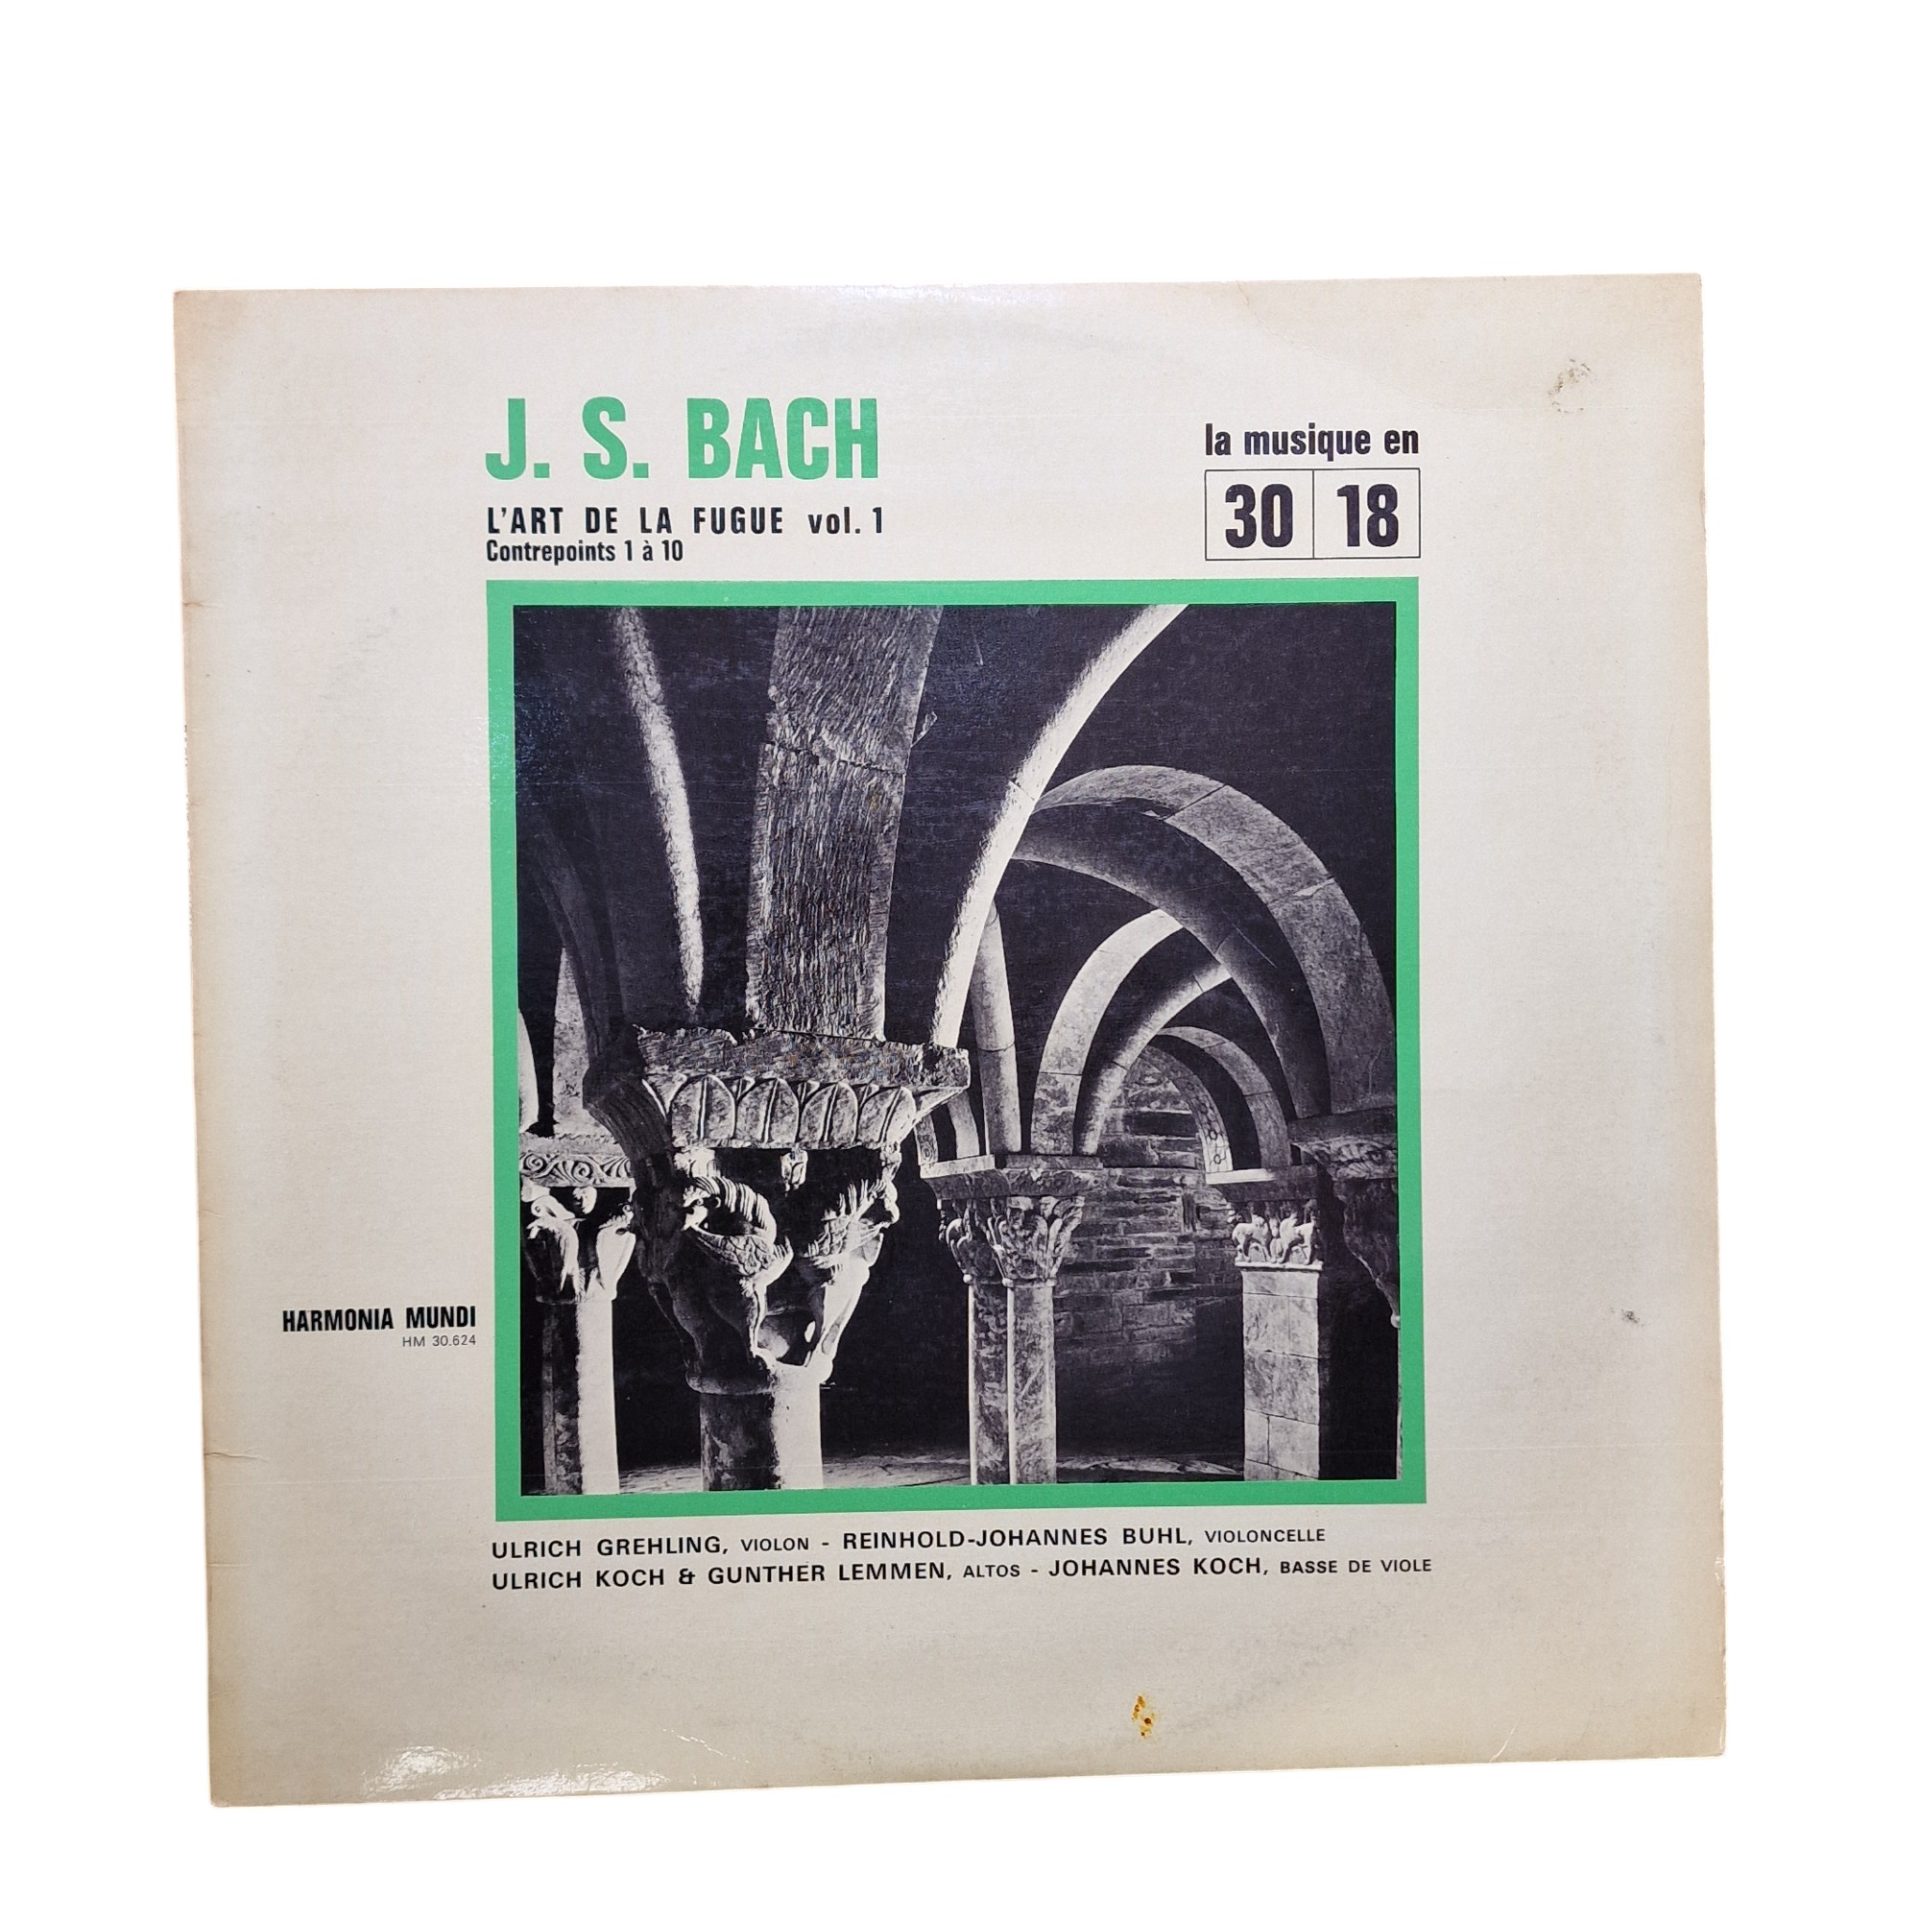 J. S. BACH
L'ART DE LA FUGUE vol. 1
Contrepoints 1 à 10
la musique en
30 18
HARMONIA MUNDI
HM 30.624
ULRICH GREHLING, VIOLON - REINHOLD-JOHANNES BUHL, VIOLONCELLE
ULRICH KOCH & GUNTHER LEMMEN, ALTOS - JOHANNES KOCH, BASSE DE VIOLE